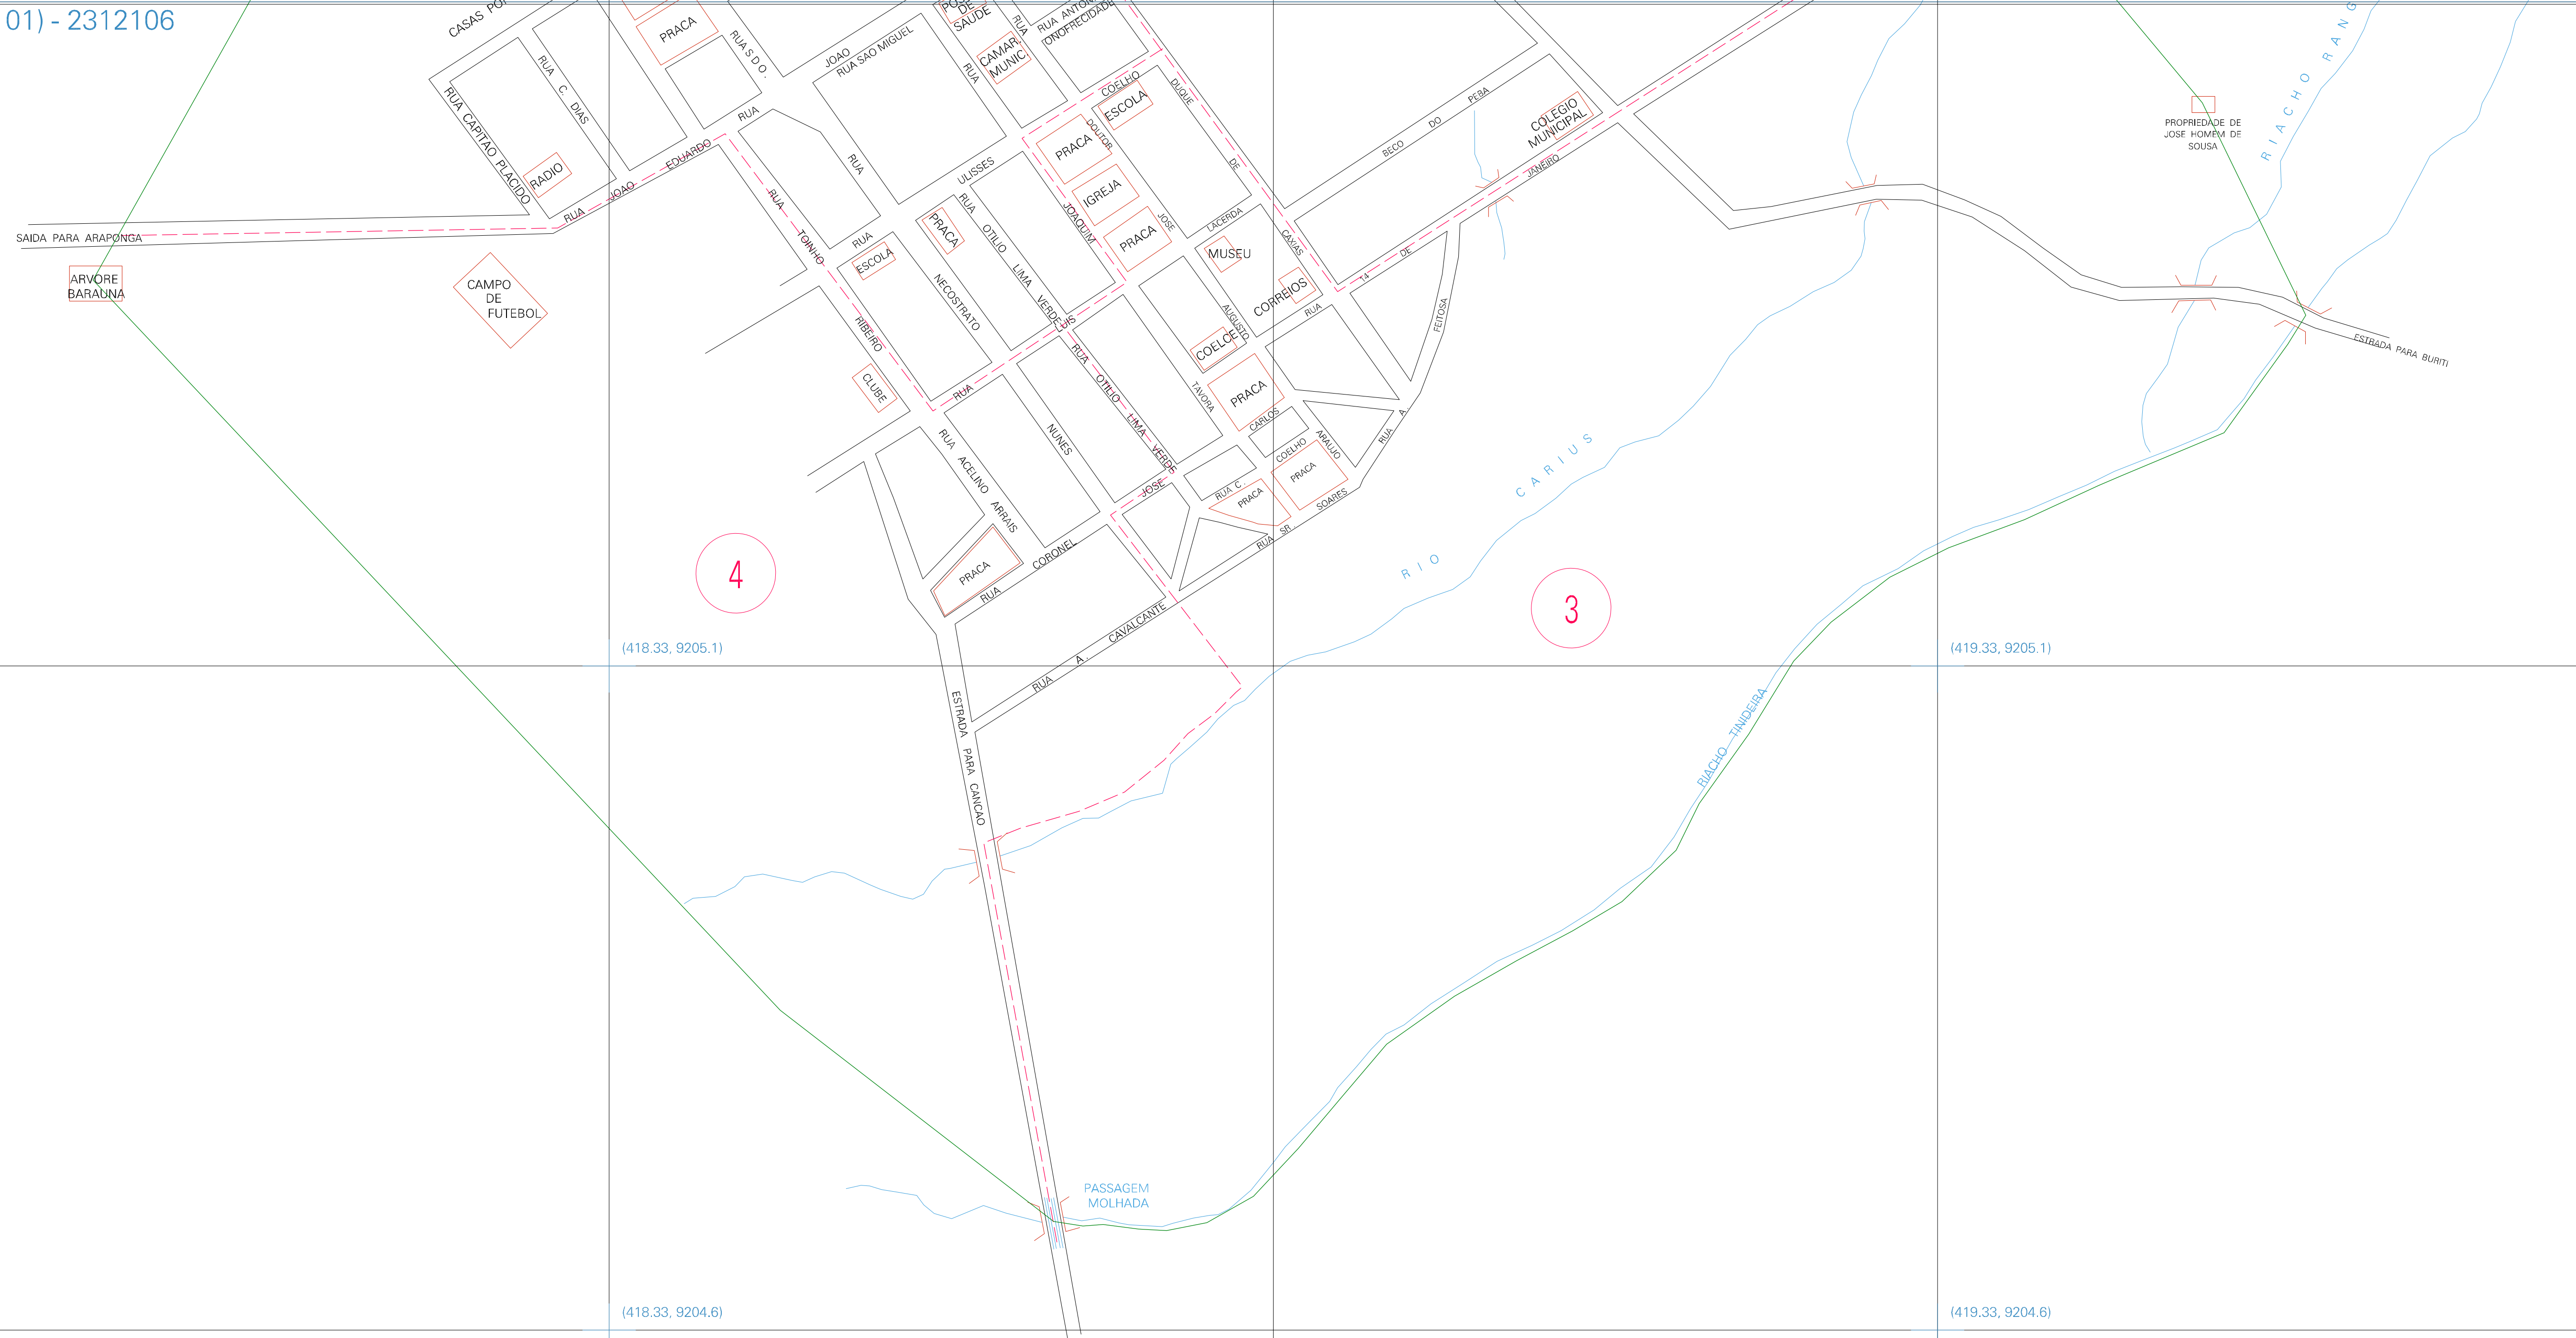 01) - 2312106
CASAS
PRACA
RUA S D O .
JOAO
RUA SAO MIGUEL
DE
SAUDE
RUA
RUA
ONOFRECIDADE
CAMAR.
MUNIC.
RUA
RUA C. DIAS
RUA CAPITAO PLACIDO
RADIO
RUA JOAO EDUARDO
RUA
COELHO
ESCOLA
DUQUE DE CAXIAS
PRACA
DOUTOR
JOSE
IGREJA
PRACA
JOAQUIM
ULISSES
RUA
RUA
ESCOLA
PRACA
RUA OTILIO LIMA VERDE
NECOSTRATO
RUA TOINHO RIBEIRO
LACERDA
MUSEU
CORREIOS
RUA
14 DE JANEIRO
BECO DO PEBA
COLEGIO
MUNICIPAL
FEITOSA
RUA A.
PROPRIEDADE DE
JOSE HOMEM DE
SOUSA
RIACHO RANG
ESTRADA PARA BURITI
SAIDA PARA ARAPONGA
ARVORE
BARAUNA
CAMPO
DE
FUTEBOL
CLUBE
RUA
UIS
RUA OTILIO LIMA VERDE
AUGUSTO
COELCE
TAVORA
PRACA
CARLOS
COELHO
ARAUJO
RUA C.
PRACA
PRACA
RUA SR. SOARES
JOSE
NUNES
RUA ACELINO ARRAIS
PRACA
RUA CORONEL
RUA A. CAVALCANTE
RIO CARIUS
4
3
(418.33, 9205.1)
(419.33, 9205.1)
ESTRADA PARA CANCAO
RIACHO TINIDEIRA
PASSAGEM
MOLHADA
(418.33, 9204.6)
(419.33, 9204.6)